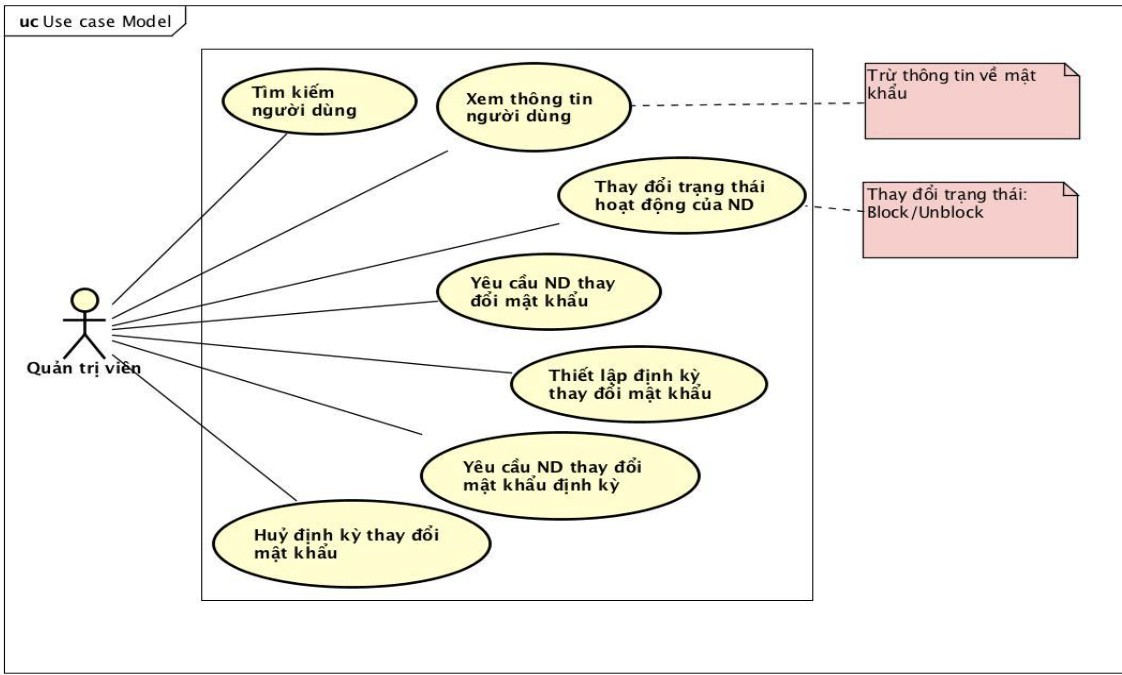 uc Use case Model
Tìm kiếm
người dùng
Xem thông tin
người dùng
Trừ thông tin về mật
khẩu
Thay đổi trạng thái
hoạt động của ND
Thay đổi trạng thái:
Block/Unblock
Yêu cầu ND thay
đổi mật khẩu
Quản trị viên
Thiết lập định kỳ
thay đổi mật khẩu
Yêu cầu ND thay đổi
mật khẩu định kỳ
Huỷ định kỳ thay đổi
mật khẩu